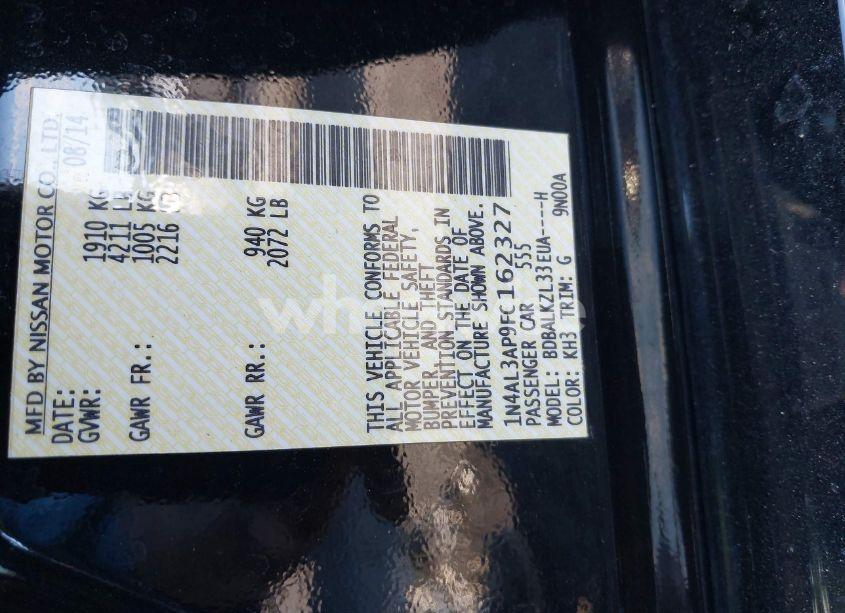 MFD BY NISSAN MOTOR CO., LTD.
DATE: 08/14
GVWR: 1910 KG
4211 LB
GAWR FR.: 1005 KG
2216 LB
GAWR RR.: 940 KG
2072 LB
THIS VEHICLE CONFORMS TO
ALL APPLICABLE FEDERAL
MOTOR VEHICLE SAFETY,
BUMPER, AND THEFT
PREVENTION STANDARDS IN
EFFECT ON THE DATE OF
MANUFACTURE SHOWN ABOVE.
1N4AL3AP9FC162327
PASSENGER CAR 555
MODEL: BDBALKZL33EUA----H
COLOR: KH3 TRIM: G 9N00A